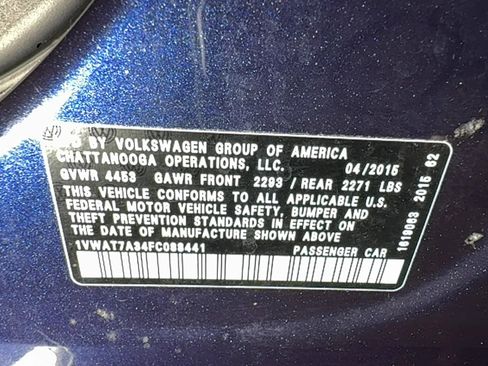 BY VOLKSWAGEN GROUP OF AMERICA
CHATTANOOGA OPERATIONS, LLC. 04/2015
GVWR 4453 GAWR FRONT 2293 / REAR 2271 LBS
THIS VEHICLE CONFORMS TO ALL APPLICABLE U.S.
FEDERAL MOTOR VEHICLE SAFETY, BUMPER AND
THEFT PREVENTION STANDARDS IN EFFECT ON
THE DATE OF MANUFACTURE SHOWN ABOVE.
1VWAT7A34FC088441 PASSENGER CAR
1619083 2015 62